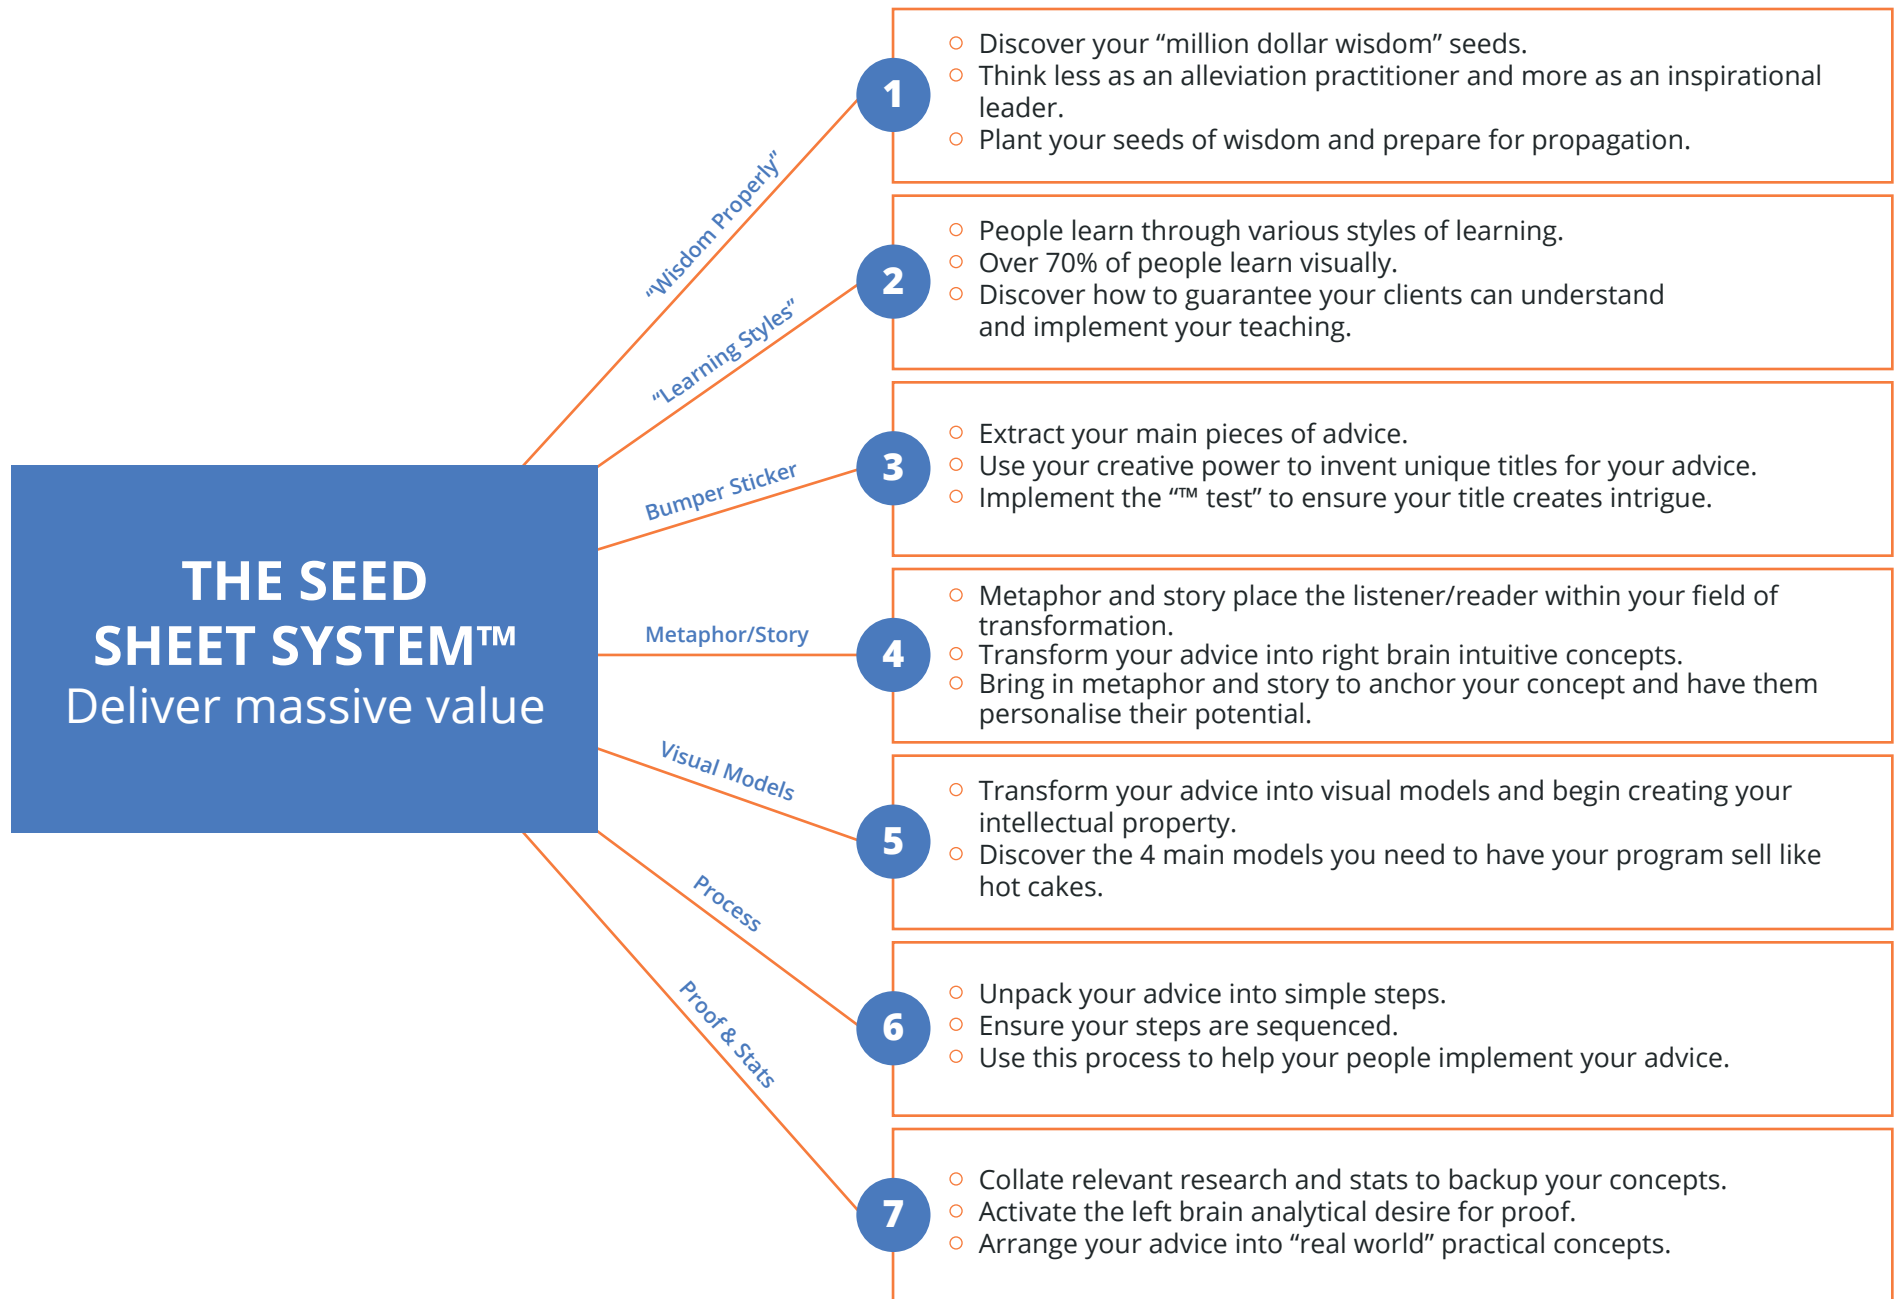 THE SEED
SHEET SYSTEM™
Deliver massive value
“Wisdom Properly”
1
Discover your “million dollar wisdom” seeds.
Think less as an alleviation practitioner and more as an inspirational
leader.
Plant your seeds of wisdom and prepare for propagation.
“Learning Styles”
2
People learn through various styles of learning.
Over 70% of people learn visually.
Discover how to guarantee your clients can understand
and implement your teaching.
Bumper Sticker
3
Extract your main pieces of advice.
Use your creative power to invent unique titles for your advice.
Implement the “™ test” to ensure your title creates intrigue.
Metaphor/Story
4
Metaphor and story place the listener/reader within your field of
transformation.
Transform your advice into right brain intuitive concepts.
Bring in metaphor and story to anchor your concept and have them
personalise their potential.
Visual Models
5
Transform your advice into visual models and begin creating your
intellectual property.
Discover the 4 main models you need to have your program sell like
hot cakes.
Process
6
Unpack your advice into simple steps.
Ensure your steps are sequenced.
Use this process to help your people implement your advice.
Proof & Stats
7
Collate relevant research and stats to backup your concepts.
Activate the left brain analytical desire for proof.
Arrange your advice into “real world” practical concepts.